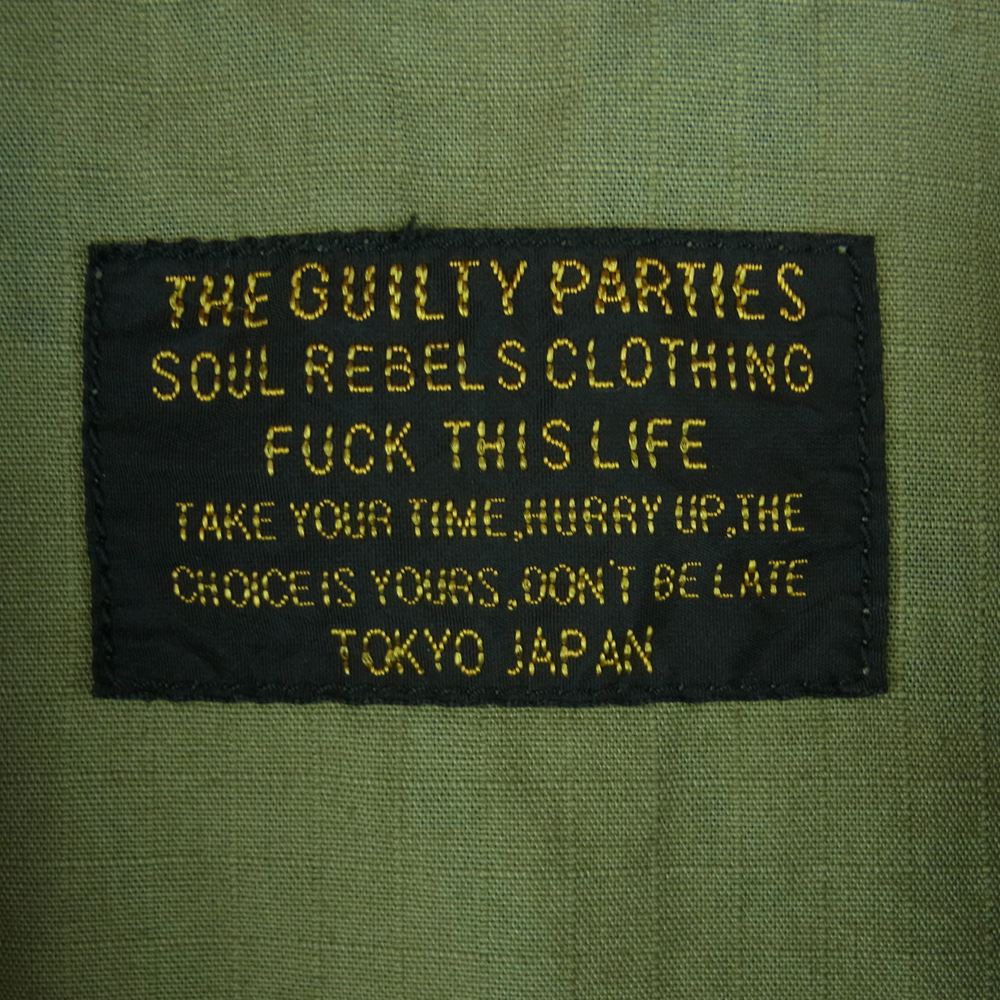 THE GUILTY PARTIES
SOUL REBELS CLOTHING
FUCK THIS LIFE
TAKE YOUR TIME,HURRY UP,THE
CHOICE IS YOURS,DON'T BE LATE
TOKYO JAPAN